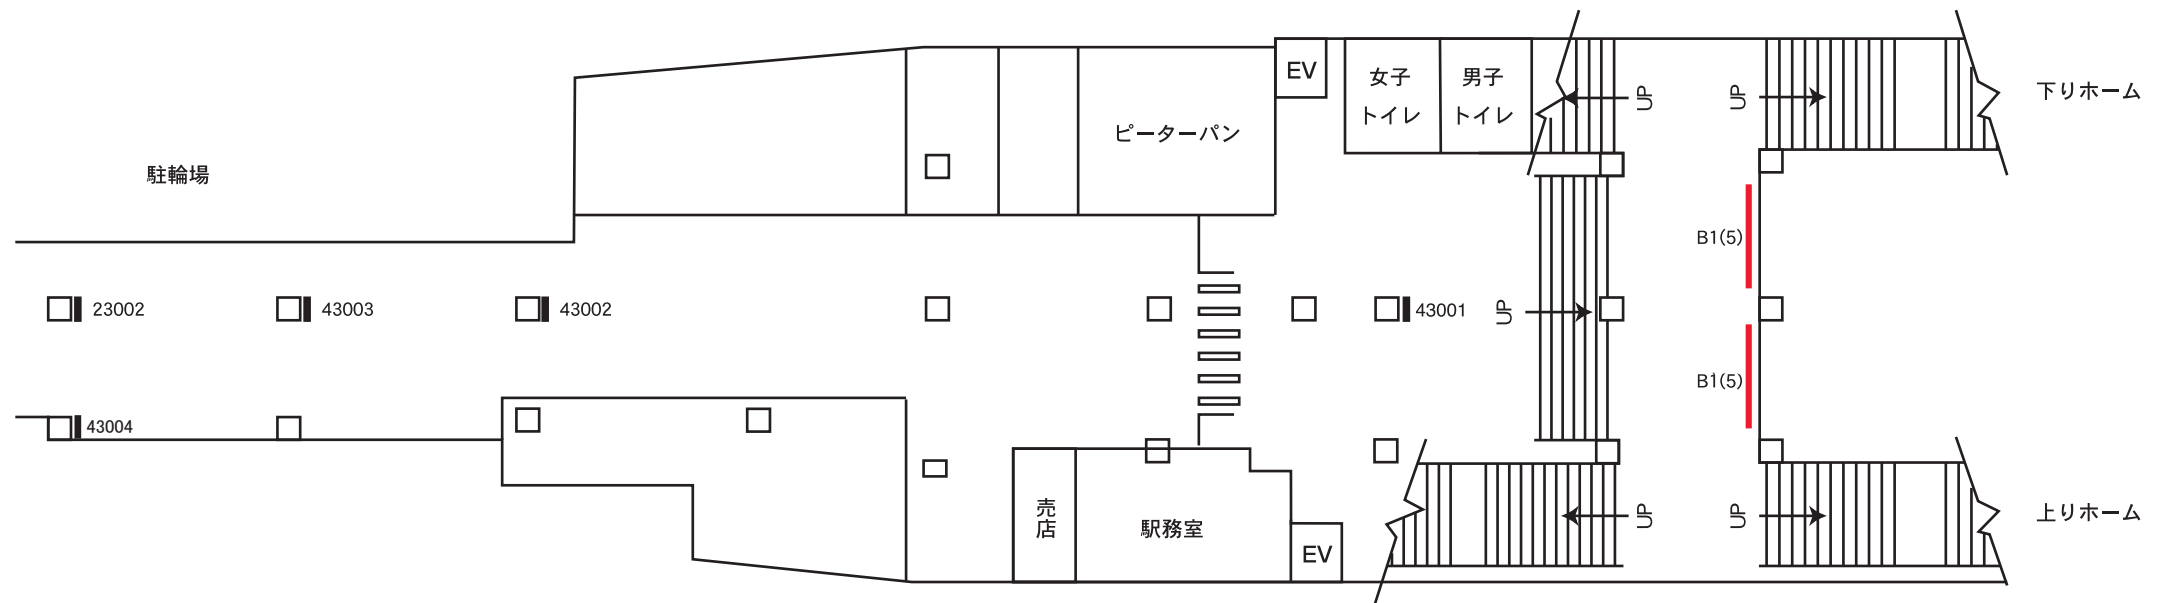 EV
女子
トイレ
男子
トイレ
UP
UP
下りホーム
ピーターパン
駐輪場
B1(5)
23002
43003
43002
43001
UP
B1(5)
43004
売店
駅務室
EV
UP
UP
上りホーム